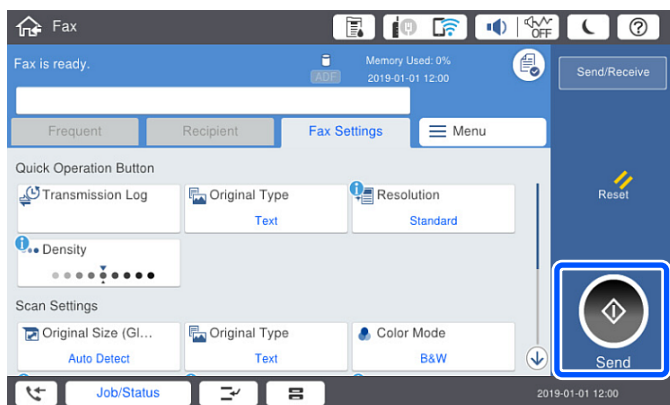 Fax
OFF
Fax is ready.
ADF
Memory Used: 0%
2019-01-01 12:00
Send/Receive
Frequent
Recipient
Fax Settings
Menu
Quick Operation Button
Transmission Log
Original Type
Text
Resolution
Standard
Reset
Density
Scan Settings
Original Size (Gl...
Auto Detect
Original Type
Text
Color Mode
B&W
Send
Job/Status
2019-01-01 12:00